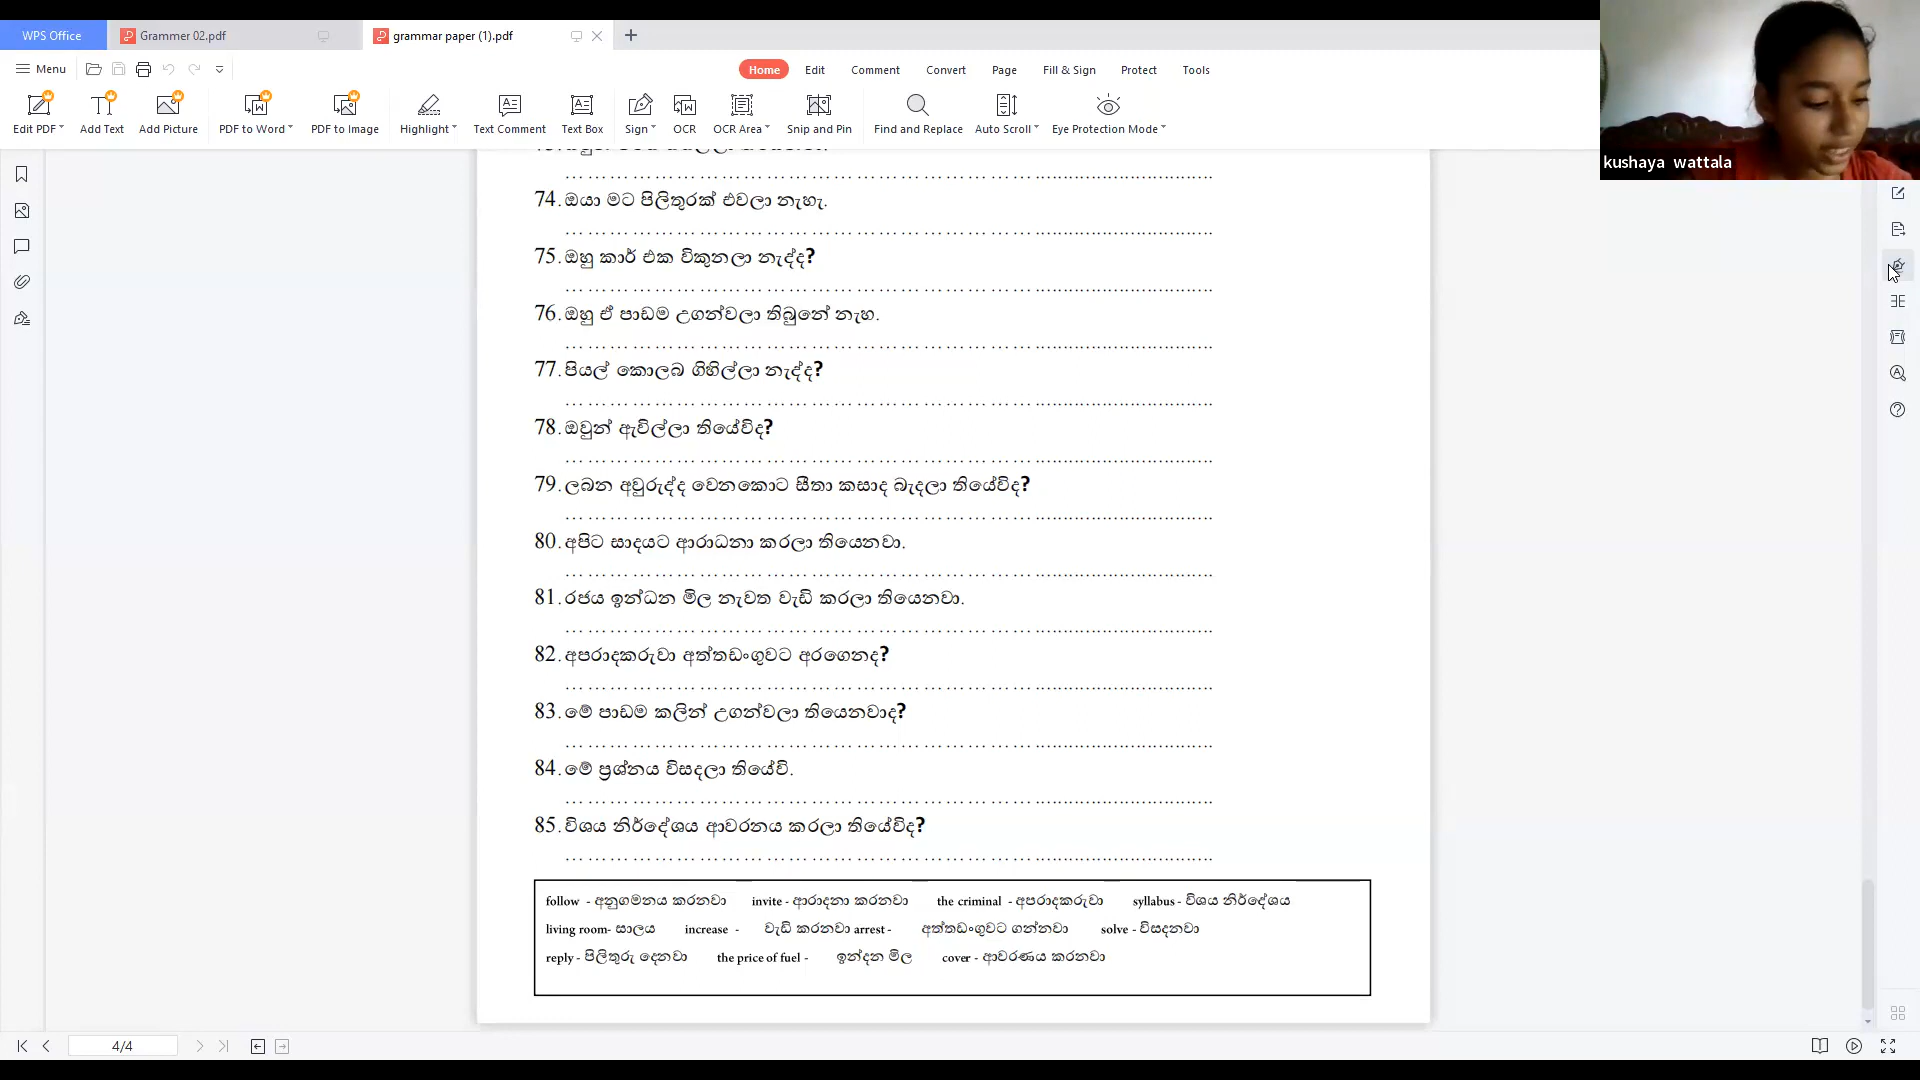 WPS Office Grammer 02.pdf grammar paper (1).pdf
Menu Home Edit Comment Convert Page Fill & Sign Protect Tools
Edit PDF Add Text Add Picture PDF to Word PDF to Image Highlight Text Comment Text Box Sign OCR OCR Area Snip and Pin Find and Replace Auto Scroll Eye Protection Mode
kushaya wattala
74. ඔයා මට පිලිතුරක් එවලා නැහැ.
75. ඔහු කාර් එක විකුනලා නැද්ද?
76. ඔහු ඒ පාඩම උගන්වලා තිබුනේ නැහ.
77. පියල් කොලබ ගිහිල්ලා නැද්ද?
78. ඔවුන් ඇවිල්ලා තියේවිද?
79. ලබන අවුරුද්ද වෙනකොට සීතා කසාද බැදලා තියේවිද?
80. අපිට සාදයට ආරාධනා කරලා තියෙනවා.
81. රජය ඉන්ධන මිල නැවත වැඩි කරලා තියෙනවා.
82. අපරාදකරුවා අත්තඩංගුවට අරගෙනද?
83. මේ පාඩම කලින් උගන්වලා තියෙනවාද?
84. මේ ප්‍රශ්නය විසදලා තියේවි.
85. විශය නිර්දේශය ආවරනය කරලා තියේවිද?
follow - අනුගමනය කරනවා invite - ආරාදනා කරනවා the criminal - අපරාදකරුවා syllabus - විශය නිර්දේශය
living room- සාලය increase - වැඩි කරනවා arrest - අත්තඩංගුවට ගන්නවා solve - විසදනවා
reply - පිලිතුරු දෙනවා the price of fuel - ඉන්දන මිල cover - ආවරණය කරනවා
4/4